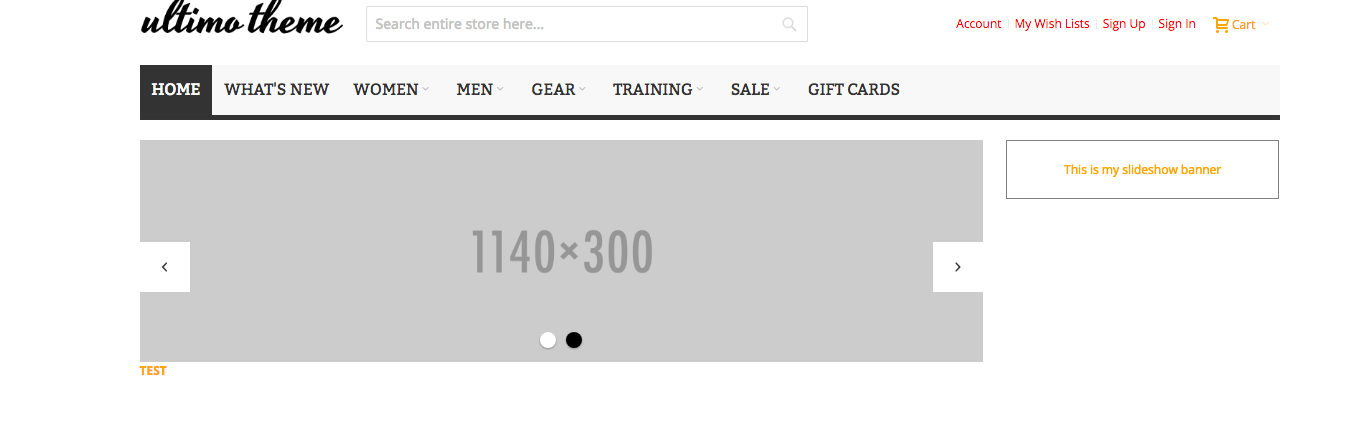 ultimo theme
Search entire store here...
Account My Wish Lists Sign Up Sign In Cart
HOME WHAT'S NEW WOMEN MEN GEAR TRAINING SALE GIFT CARDS
This is my slideshow banner
1140×300
TEST